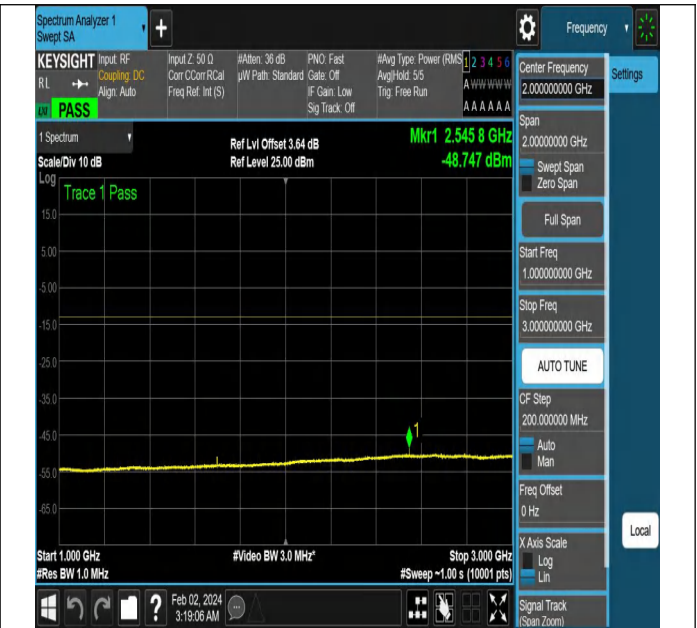 Spectrum Analyzer 1
Swept SA
Frequency
KEYSIGHT
RL
PASS
Input: RF
Coupling: DC
Align: Auto
Input Z: 50 Ω
Corr CCorr RCal
Freq Ref: Int (S)
#Atten: 36 dB
µW Path: Standard
PNO: Fast
Gate: Off
IF Gain: Low
Sig Track: Off
#Avg Type: Power (RMS
Avg|Hold: 5/5
Trig: Free Run
1 2 3 4 5 6
A W W W W W
A A A A A A
1 Spectrum
Scale/Div 10 dB
Log
Ref Lvl Offset 3.64 dB
Ref Level 25.00 dBm
Mkr1 2.545 8 GHz
-48.747 dBm
Trace 1 Pass
15.0
5.00
-5.00
-15.0
-25.0
-35.0
-45.0
-55.0
-65.0
1
1
Start 1.000 GHz
#Res BW 1.0 MHz
#Video BW 3.0 MHz*
Stop 3.000 GHz
#Sweep ~1.00 s (10001 pts)
Feb 02, 2024
3:19:06 AM
Center Frequency
2.000000000 GHz
Span
2.00000000 GHz
Swept Span
Zero Span
Full Span
Start Freq
1.000000000 GHz
Stop Freq
3.000000000 GHz
AUTO TUNE
CF Step
200.000000 MHz
Auto
Man
Freq Offset
0 Hz
X Axis Scale
Log
Lin
Signal Track
(Span Zoom)
Settings
Local